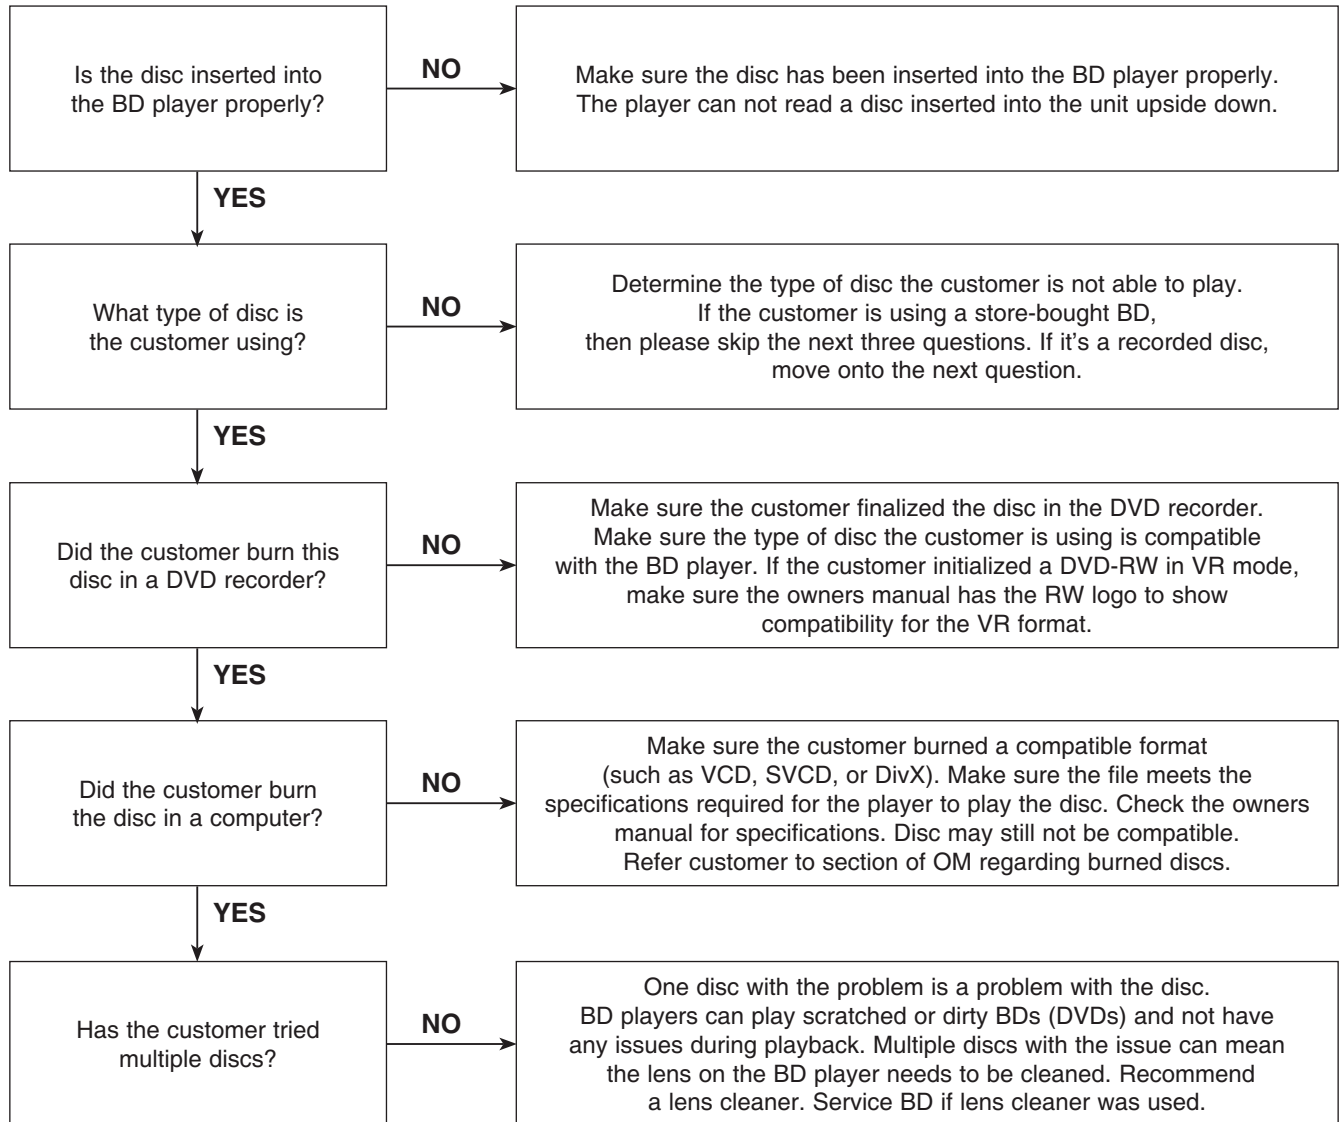 Is the disc inserted into
the BD player properly?
NO
Make sure the disc has been inserted into the BD player properly.
The player can not read a disc inserted into the unit upside down.
YES
What type of disc is
the customer using?
NO
Determine the type of disc the customer is not able to play.
If the customer is using a store-bought BD,
then please skip the next three questions. If it's a recorded disc,
move onto the next question.
YES
Did the customer burn this
disc in a DVD recorder?
NO
Make sure the customer finalized the disc in the DVD recorder.
Make sure the type of disc the customer is using is compatible
with the BD player. If the customer initialized a DVD-RW in VR mode,
make sure the owners manual has the RW logo to show
compatibility for the VR format.
YES
Did the customer burn
the disc in a computer?
NO
Make sure the customer burned a compatible format
(such as VCD, SVCD, or DivX). Make sure the file meets the
specifications required for the player to play the disc. Check the owners
manual for specifications. Disc may still not be compatible.
Refer customer to section of OM regarding burned discs.
YES
Has the customer tried
multiple discs?
NO
One disc with the problem is a problem with the disc.
BD players can play scratched or dirty BDs (DVDs) and not have
any issues during playback. Multiple discs with the issue can mean
the lens on the BD player needs to be cleaned. Recommend
a lens cleaner. Service BD if lens cleaner was used.